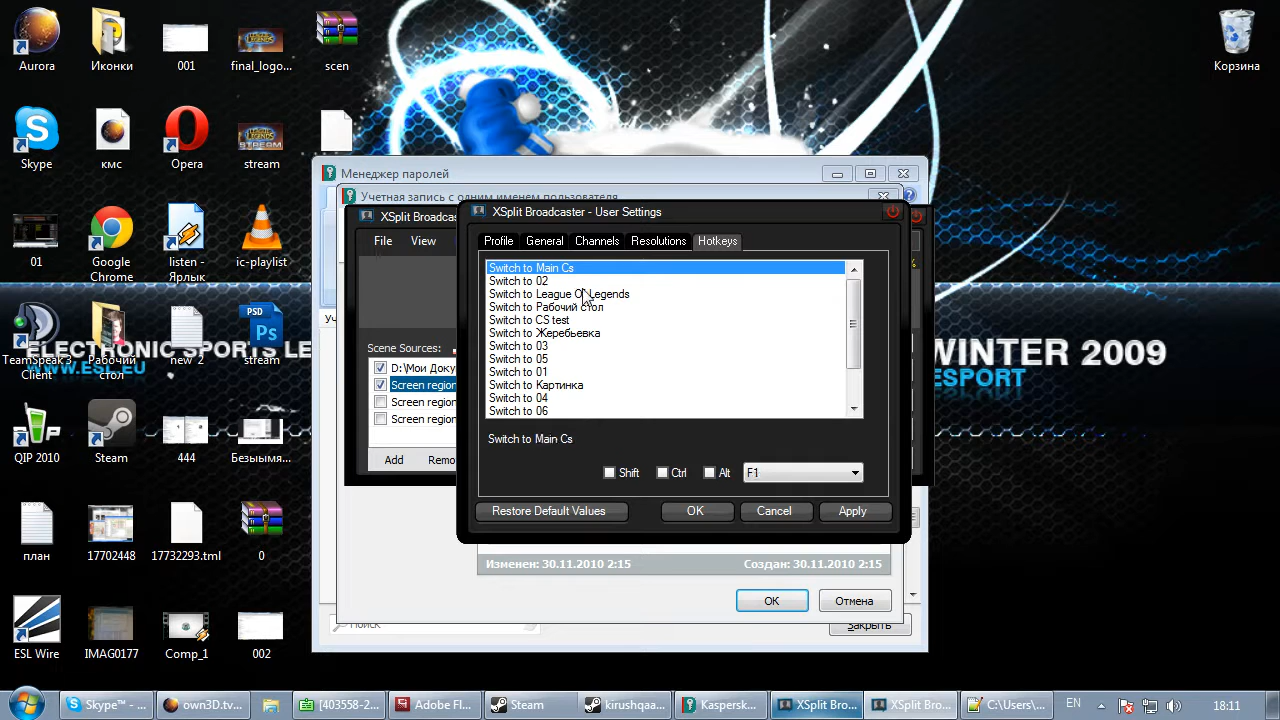 Aurora
Иконки
001
final_logo...
scen
Корзина
Skype
кмс
Opera
stream
01
Google Chrome
listen - Ярлык
ic-playlist
TeamSpeak 3 Client
Рабочий стол
new_2
stream
WINTER 2009
WWW.ESL.EU
QIP 2010
Steam
444
Безымя...
план
17702448
17732293.tml
0
ESL Wire
IMAG0177
Comp_1
002
Менеджер паролей
Учетная запись с одним именем пользователя
XSplit Broadcas
File
View
Scene Sources:
D:\Мои Доку
Screen region
Screen region
Screen region
Add
Remo
XSplit Broadcaster - User Settings
Profile
General
Channels
Resolutions
Hotkeys
Switch to Main Cs
Switch to 02
Switch to League Of Legends
Switch to Рабочий стол
Switch to CS test
Switch to Жеребьевка
Switch to 03
Switch to 05
Switch to 01
Switch to Картинка
Switch to 04
Switch to 06
Switch to Main Cs
Shift
Ctrl
Alt
F1
Restore Default Values
OK
Cancel
Apply
Изменен: 30.11.2010 2:15
Создан: 30.11.2010 2:15
OK
Отмена
Поиск
Закрыть
Skype™ - ...
own3D.tv...
(403558-2...
Adobe Fl...
Steam
kirushqaa...
Kaspersk...
XSplit Bro...
XSplit Bro...
C:\Users\...
EN
18:11